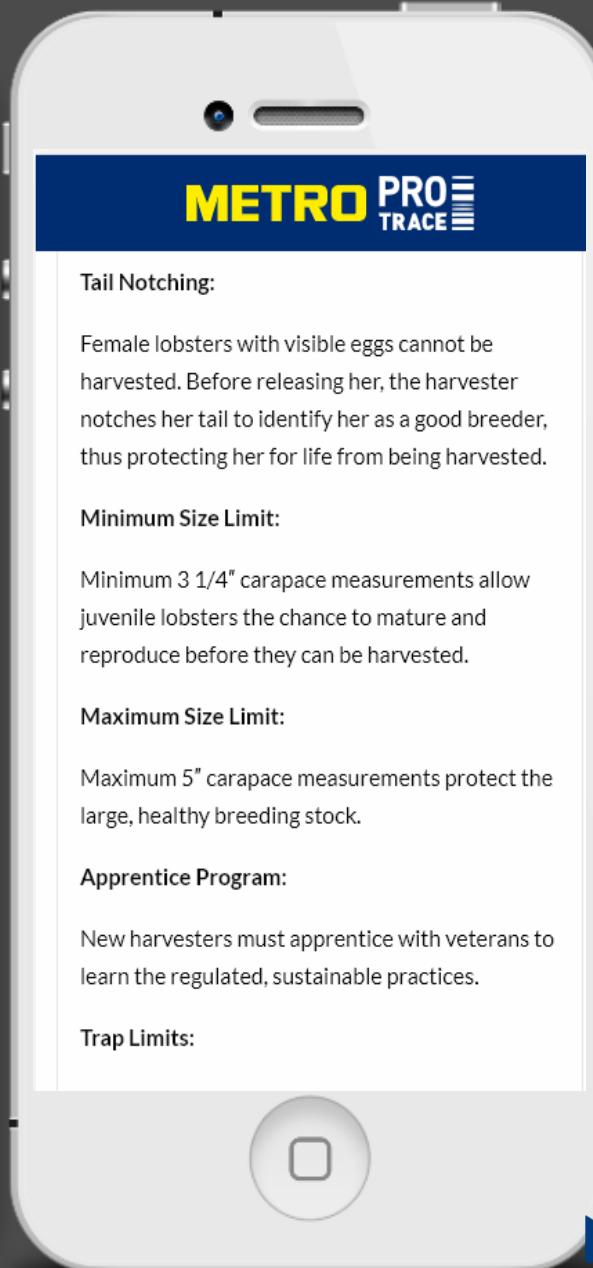 METRO PRO
TRACE
Tail Notching:
Female lobsters with visible eggs cannot be
harvested. Before releasing her, the harvester
notches her tail to identify her as a good breeder,
thus protecting her for life from being harvested.
Minimum Size Limit:
Minimum 3 1/4" carapace measurements allow
juvenile lobsters the chance to mature and
reproduce before they can be harvested.
Maximum Size Limit:
Maximum 5" carapace measurements protect the
large, healthy breeding stock.
Apprentice Program:
New harvesters must apprentice with veterans to
learn the regulated, sustainable practices.
Trap Limits: